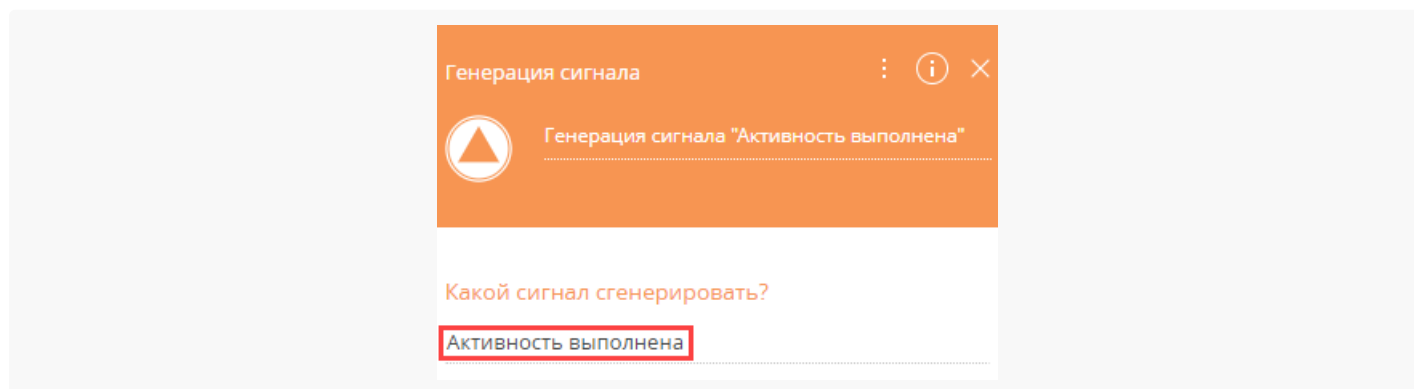 Генерация сигнала
Генерация сигнала "Активность выполнена"
Какой сигнал сгенерировать?
Активность выполнена